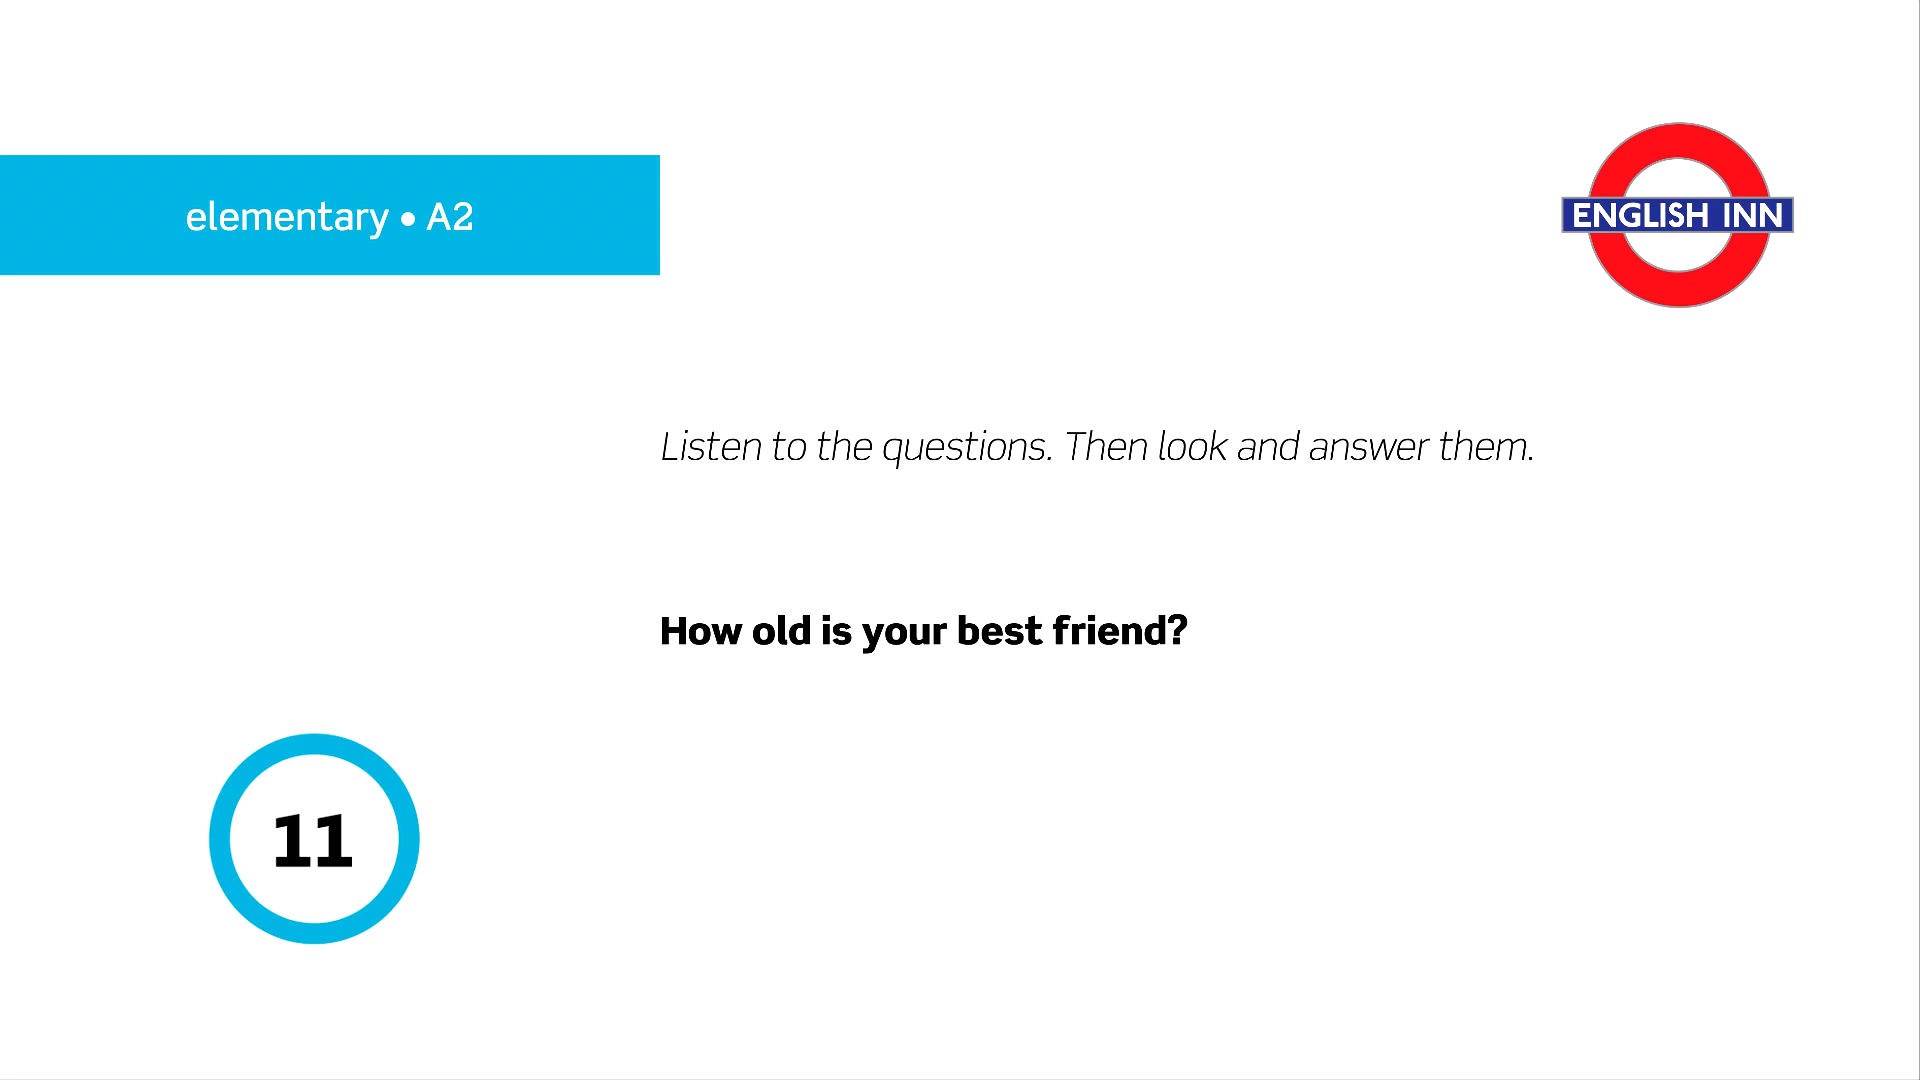 elementary • A2
ENGLISH INN
Listen to the questions. Then look and answer them.
How old is your best friend?
11